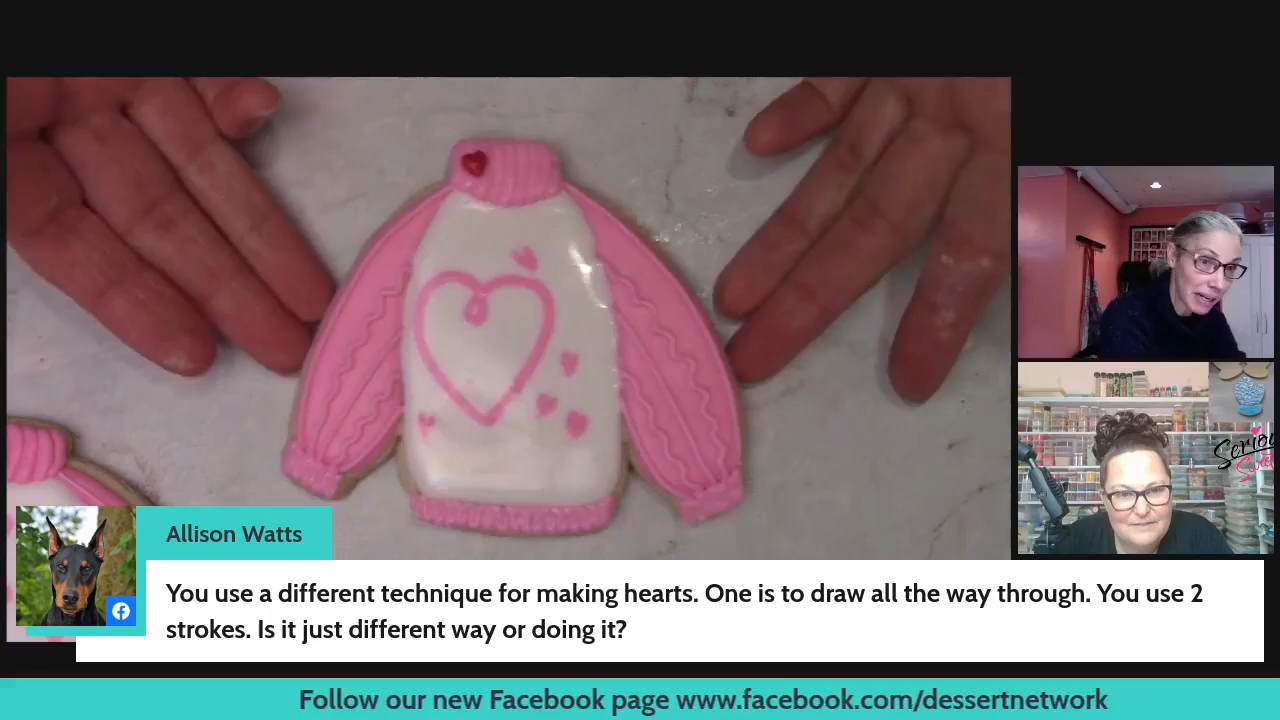 Serious
Sweet
Allison Watts
You use a different technique for making hearts. One is to draw all the way through. You use 2
strokes. Is it just different way or doing it?
Follow our new Facebook page www.facebook.com/dessertnetwork